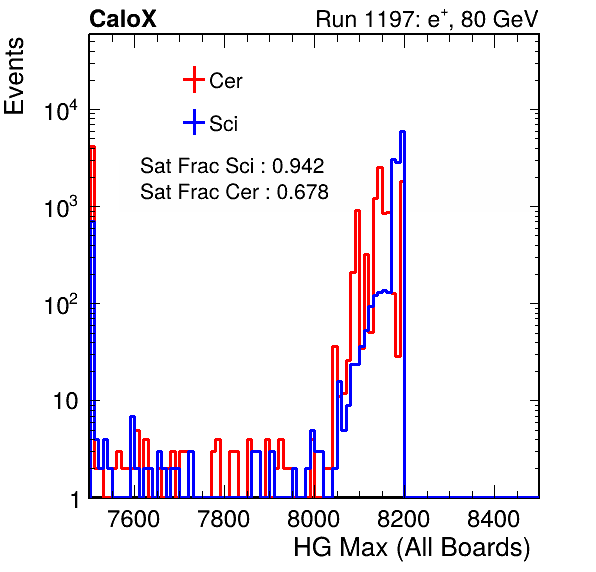 CaloX Run 1197: e⁺, 80 GeV
Events
Cer
Sci
Sat Frac Sci : 0.942
Sat Frac Cer : 0.678
10⁴
10³
10²
10
1
7600 7800 8000 8200 8400
HG Max (All Boards)